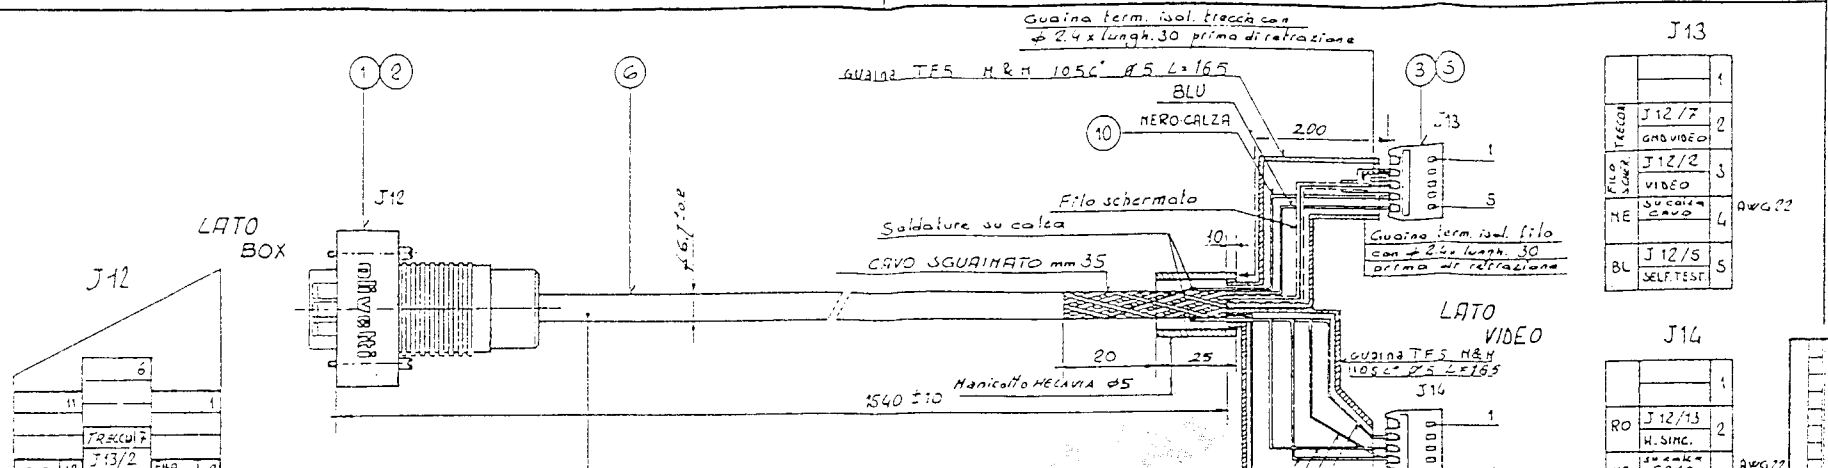 Guaina term. isol. treccia con
ø 2.4 x lungh. 30 prima di retrazione
J13
1 2
6
Guaina TFS M&M 105C° Ø5 L=165
3 5
BLU
10
NERO-CALZA
200
J13
1
TRECCIA
J12/7
GND VIDEO
2
FILO SCHER.
J12/2
VIDEO
3
NE
su calza
CAVO
4
AWG22
BL
J12/5
SELF.TEST.
5
1
5
J12
Filo schermato
LATO
BOX
Saldature su calza
10
Guaina term. isol. filo
con ø 2.4 x lungh. 30
prima di retrazione
CAVO SGUAINATO mm 35
J12
LATO
VIDEO
J14
20
25
Guaina TFS M&M
105C° Ø5 L=165
Manicotto HELAVIA ø5
1540 ±10
J14
6
11
1
1
1
RO
J12/13
H.SINC.
2
7
J13/2
su calza
AWG22